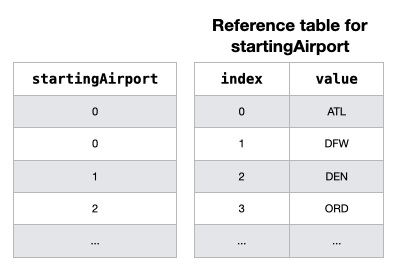 Reference table for
startingAirport
startingAirport
index value
0
0 ATL
0
1 DFW
1
2 DEN
2
3 ORD
...
... ...